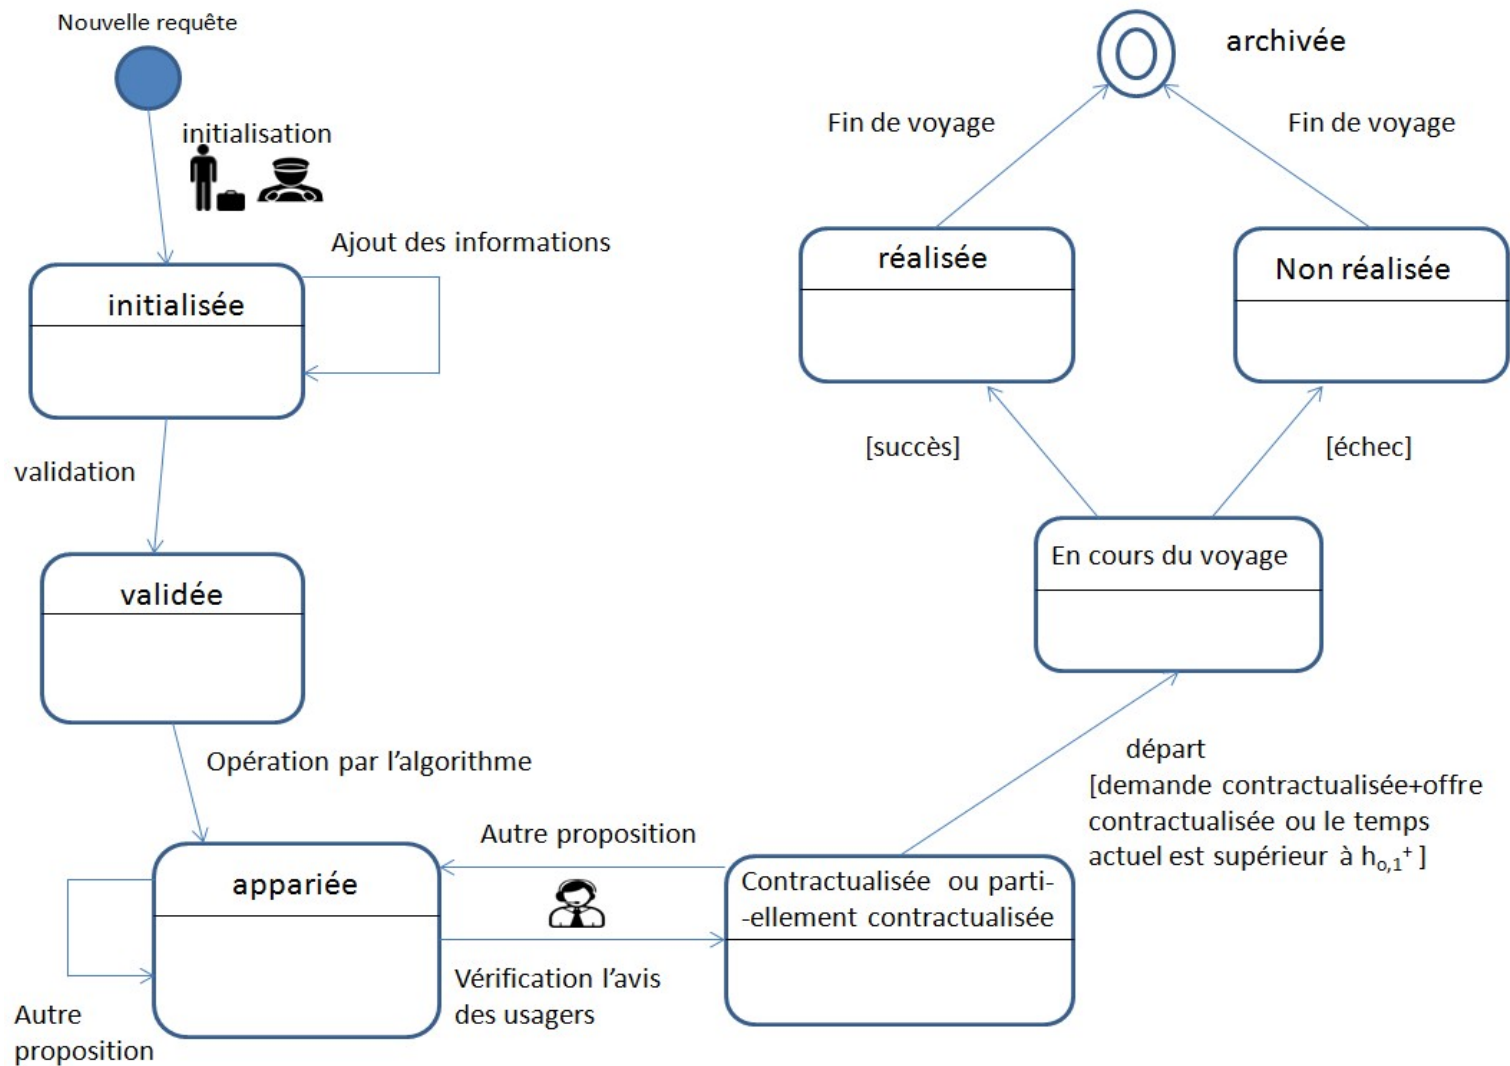 Nouvelle requête
initialisation
Ajout des informations
initialisée
validation
validée
Opération par l'algorithme
appariée
Autre
proposition
Autre proposition
Vérification l'avis
des usagers
Contractualisée ou parti-
-ellement contractualisée
départ
[demande contractualisée+offre
contractualisée ou le temps
actuel est supérieur à h₀,₁⁺ ]
En cours du voyage
[succès]
[échec]
réalisée
Non réalisée
Fin de voyage
Fin de voyage
archivée